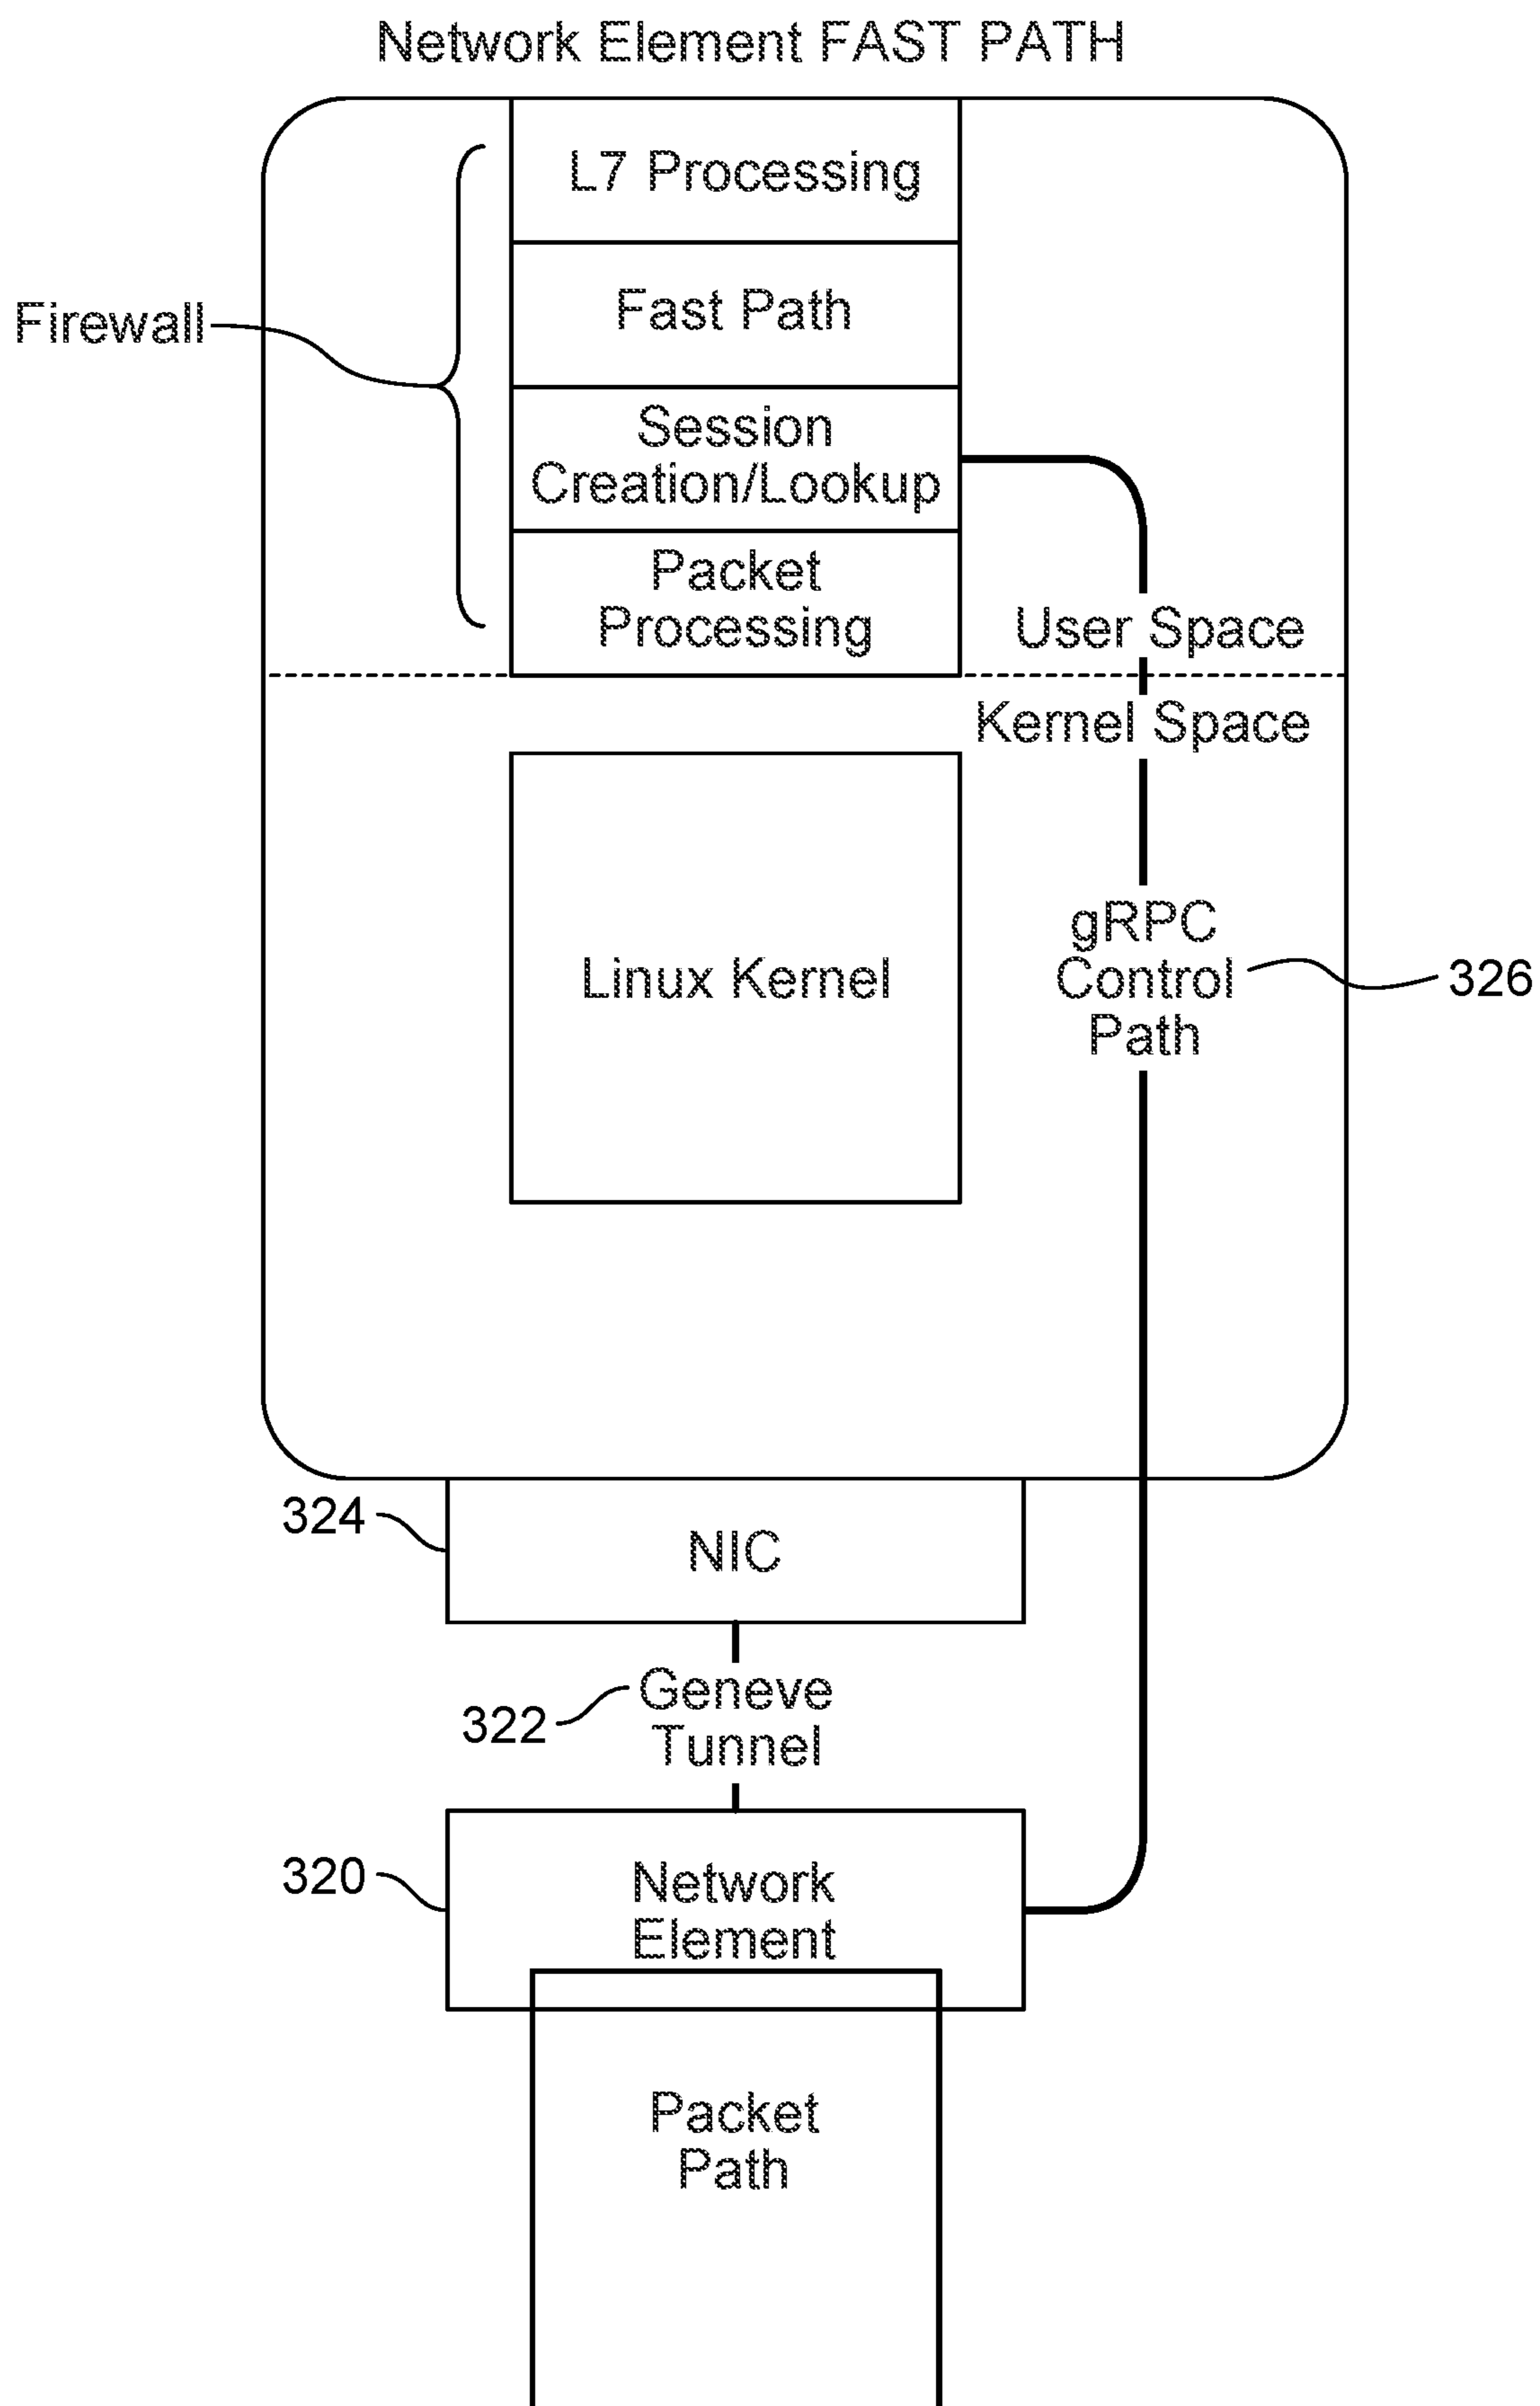 Network Element FAST PATH
L7 Processing
Fast Path
Firewall
Session
Creation/Lookup
Packet
Processing
User Space
Kernel Space
Linux Kernel
gRPC
Control
Path
326
324
NIC
322
Geneve
Tunnel
320
Network
Element
Packet
Path